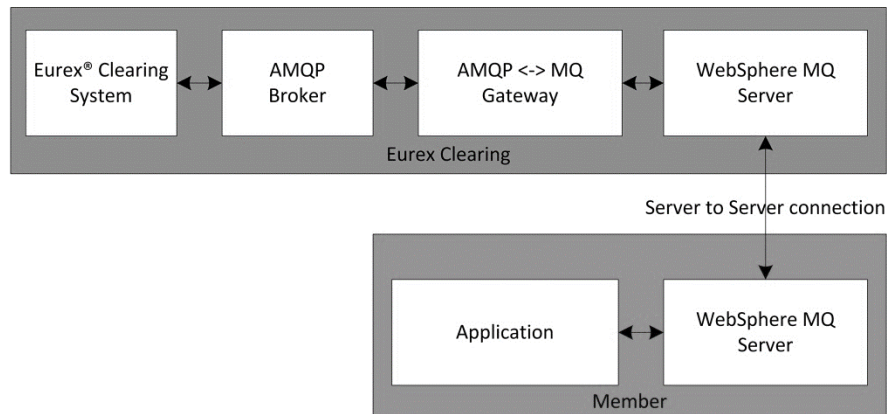 Eurex® Clearing
System
AMQP
Broker
AMQP <-> MQ
Gateway
WebSphere MQ
Server
Eurex Clearing
Server to Server connection
Application
WebSphere MQ
Server
Member